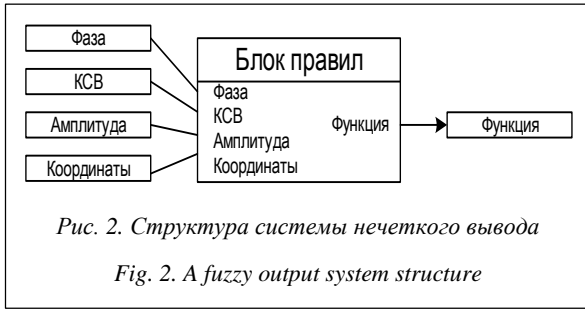 Фаза
КСВ
Амплитуда
Координаты
Блок правил
Фаза
КСВ
Амплитуда
Координаты
Функция
Функция
Рис. 2. Структура системы нечеткого вывода
Fig. 2. A fuzzy output system structure